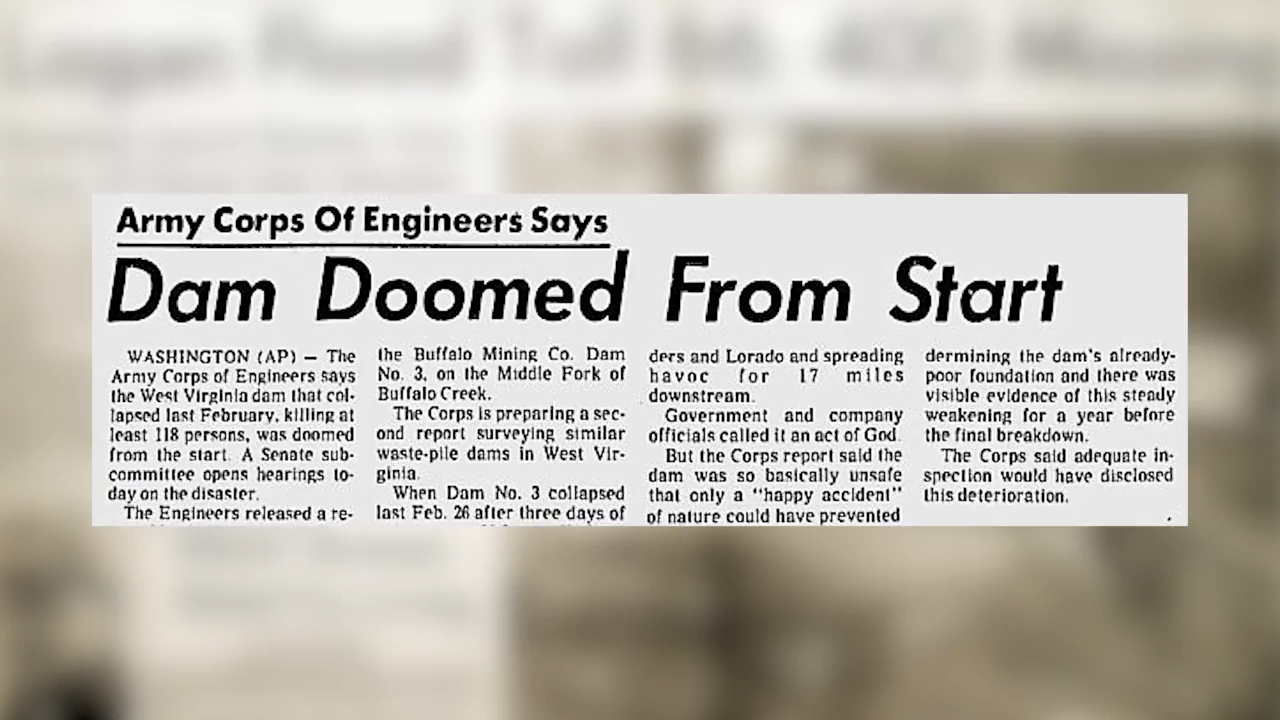 Army Corps Of Engineers Says
Dam Doomed From Start
WASHINGTON (AP) — The
Army Corps of Engineers says
the West Virginia dam that col-
lapsed last February, killing at
least 118 persons, was doomed
from the start. A Senate sub-
committee opens hearings to-
day on the disaster.
The Engineers released a re-
the Buffalo Mining Co. Dam
No. 3, on the Middle Fork of
Buffalo Creek.
The Corps is preparing a sec-
ond report surveying similar
waste-pile dams in West Vir-
ginia.
When Dam No. 3 collapsed
last Feb. 26 after three days of
ders and Lorado and spreading
havoc for 17 miles
downstream.
Government and company
officials called it an act of God.
But the Corps report said the
dam was so basically unsafe
that only a "happy accident"
of nature could have prevented
dermining the dam's already-
poor foundation and there was
visible evidence of this steady
weakening for a year before
the final breakdown.
The Corps said adequate in-
spection would have disclosed
this deterioration.